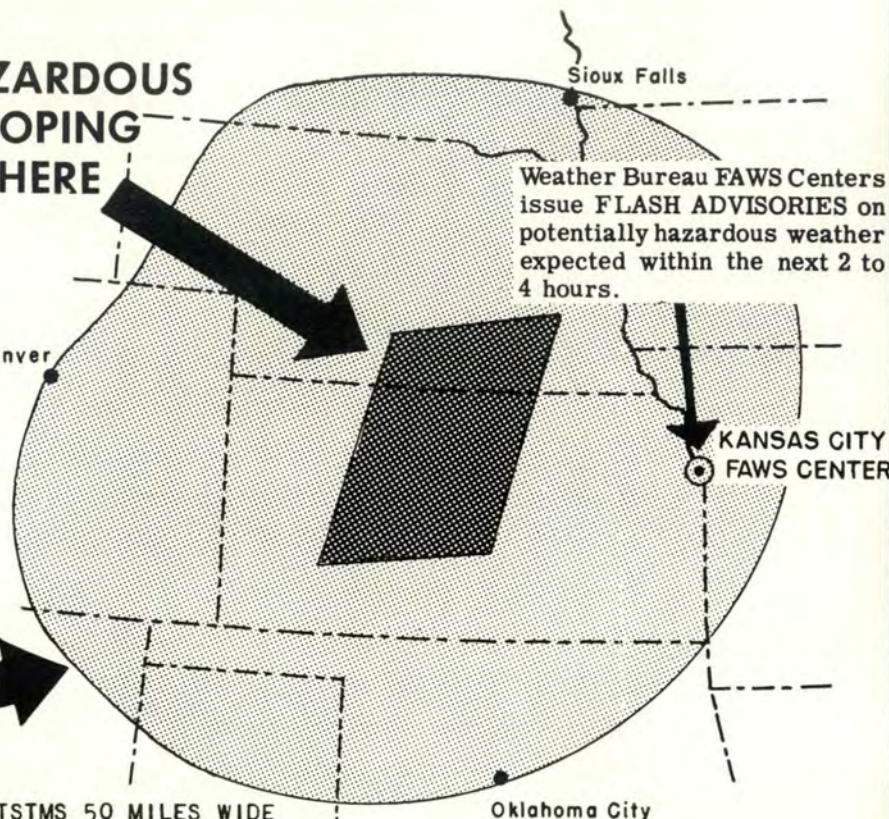 ZARDOUS
OPING
HERE
Sioux Falls
Weather Bureau FAWS Centers
issue FLASH ADVISORIES on
potentially hazardous weather
expected within the next 2 to
4 hours.
nver
KANSAS CITY
FAWS CENTER
TSTMS 50 MILES WIDE
Oklahoma City